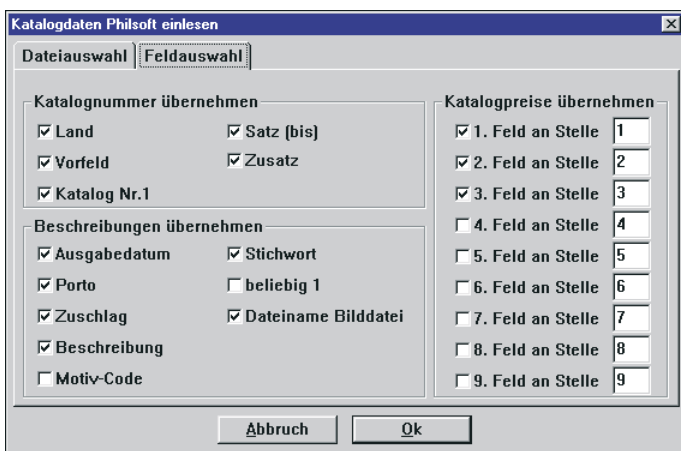 Katalogdaten Philsoft einlesen
Dateiauswahl Feldauswahl
Katalognummer übernehmen
Land Satz (bis)
Vorfeld Zusatz
Katalog Nr.1
Beschreibungen übernehmen
Ausgabedatum Stichwort
Porto beliebig 1
Zuschlag Dateiname Bilddatei
Beschreibung
Motiv-Code
Katalogpreise übernehmen
1. Feld an Stelle 1
2. Feld an Stelle 2
3. Feld an Stelle 3
4. Feld an Stelle 4
5. Feld an Stelle 5
6. Feld an Stelle 6
7. Feld an Stelle 7
8. Feld an Stelle 8
9. Feld an Stelle 9
Abbruch Ok